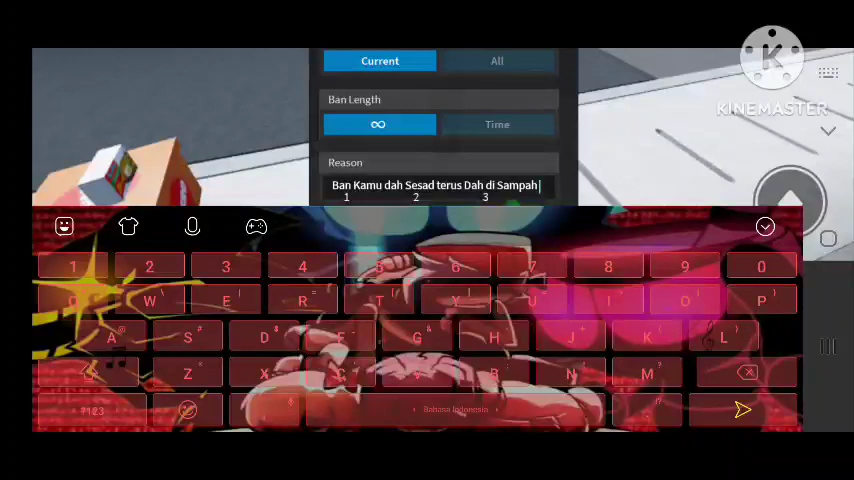 Current All
K
KINEMASTER
Ban Length
∞ Time
Reason
Ban Kamu dah Sesad terus Dah di Sampah
1 2 3
1 2 3 4 5 6 7 8 9 0
Q W E R T Y U I O P
A S D F G H J K L
Z X C V B N M
?123 Bahasa Indonesia